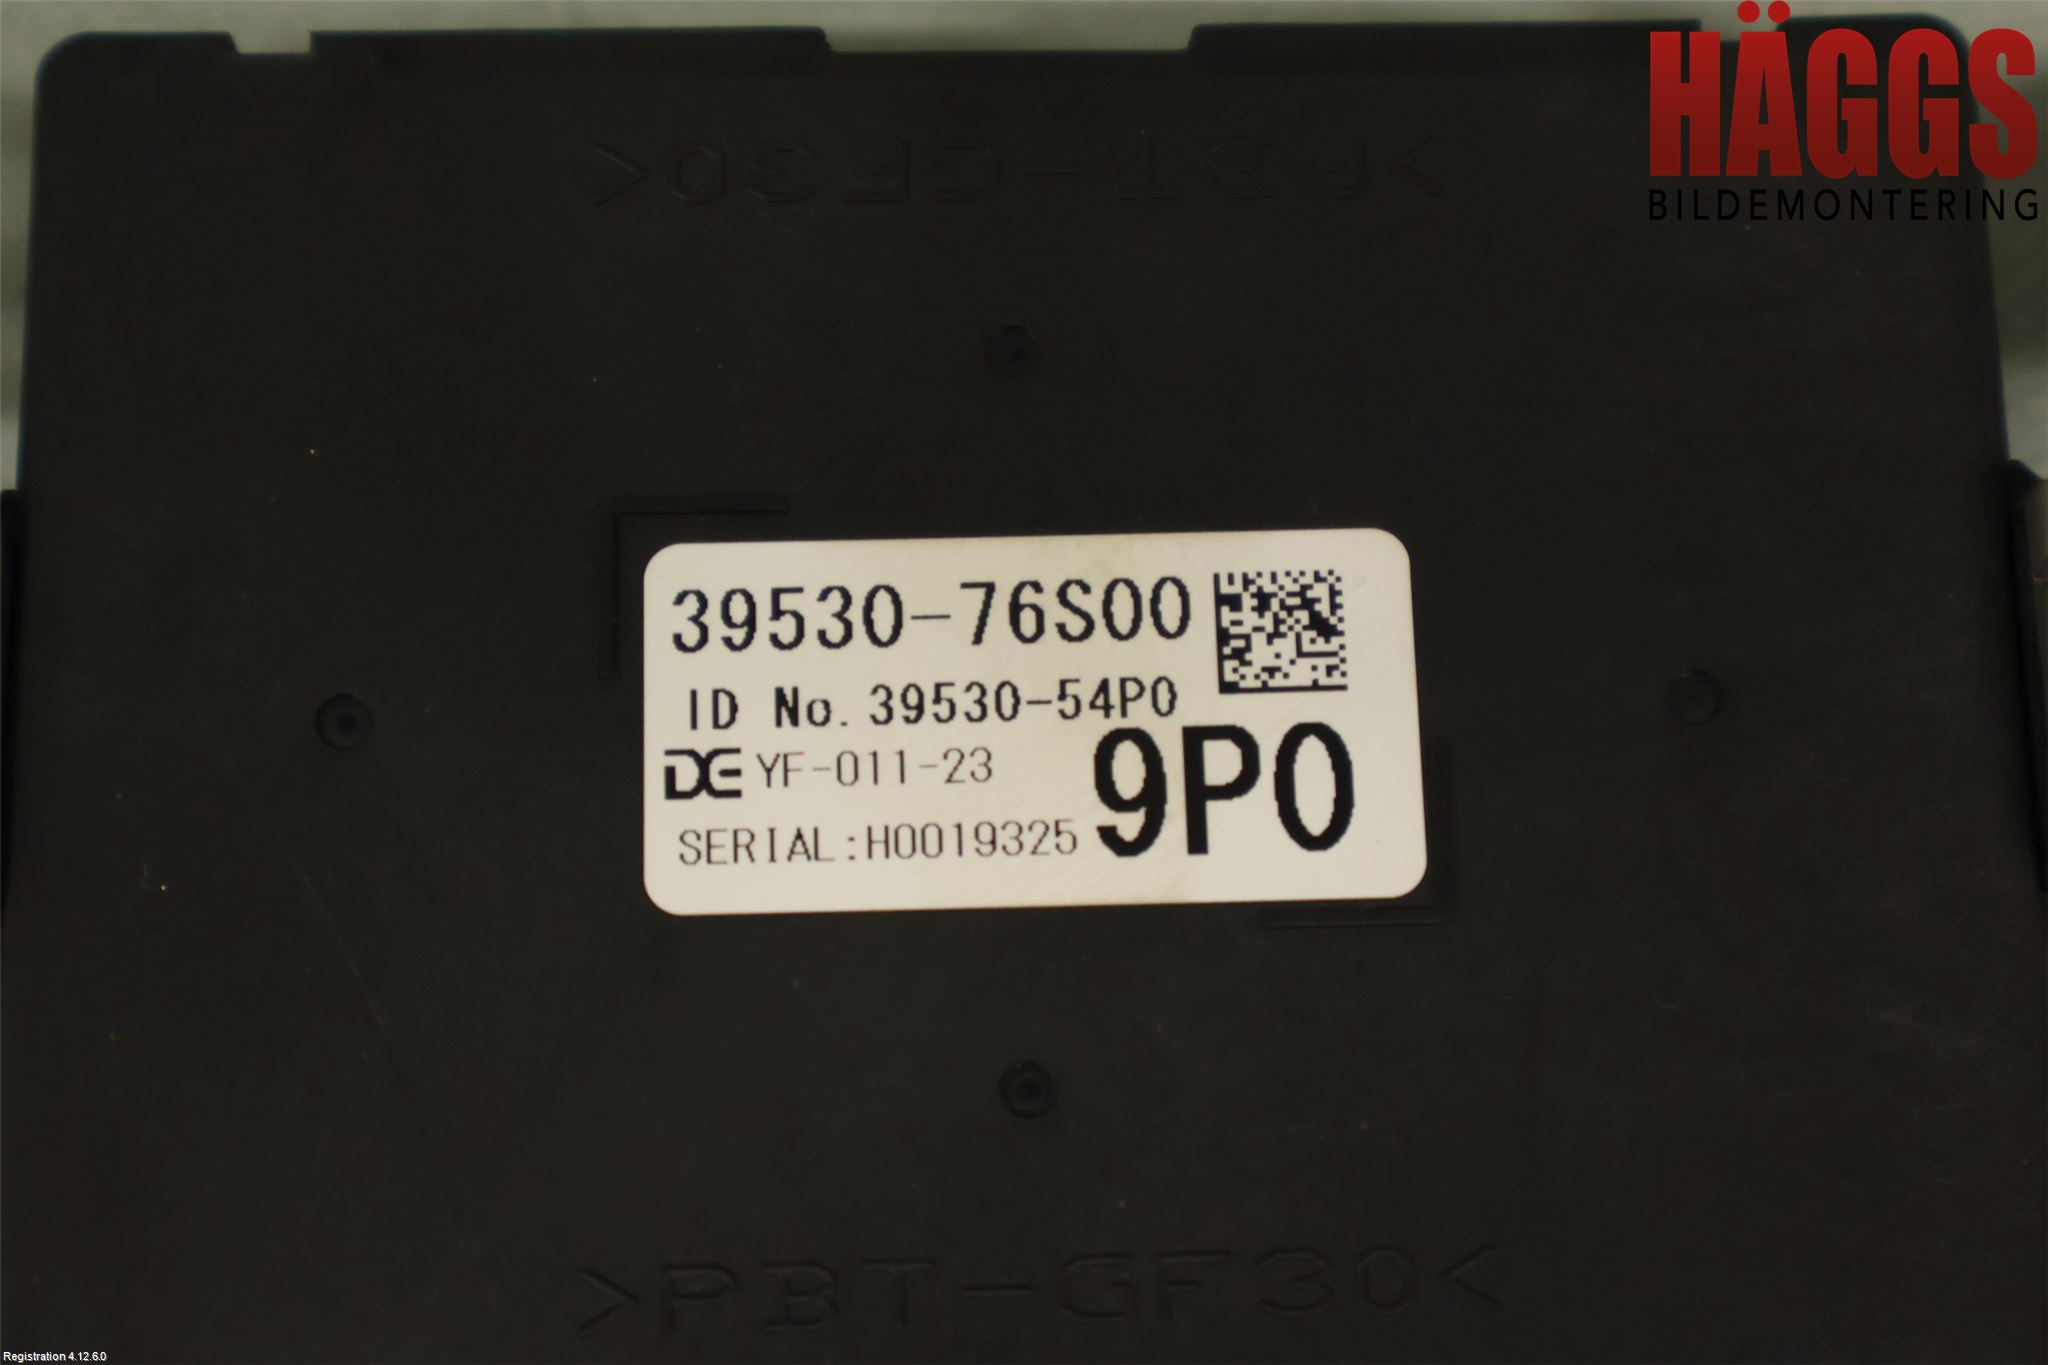 HÄGGS
BILDEMONTERING
>PBT-GF30<
39530-76S00
ID No. 39530-54P0
DE YF-011-23
9P0
SERIAL:H0019325
>PBT-GF30<
Registration 4.12.6.0